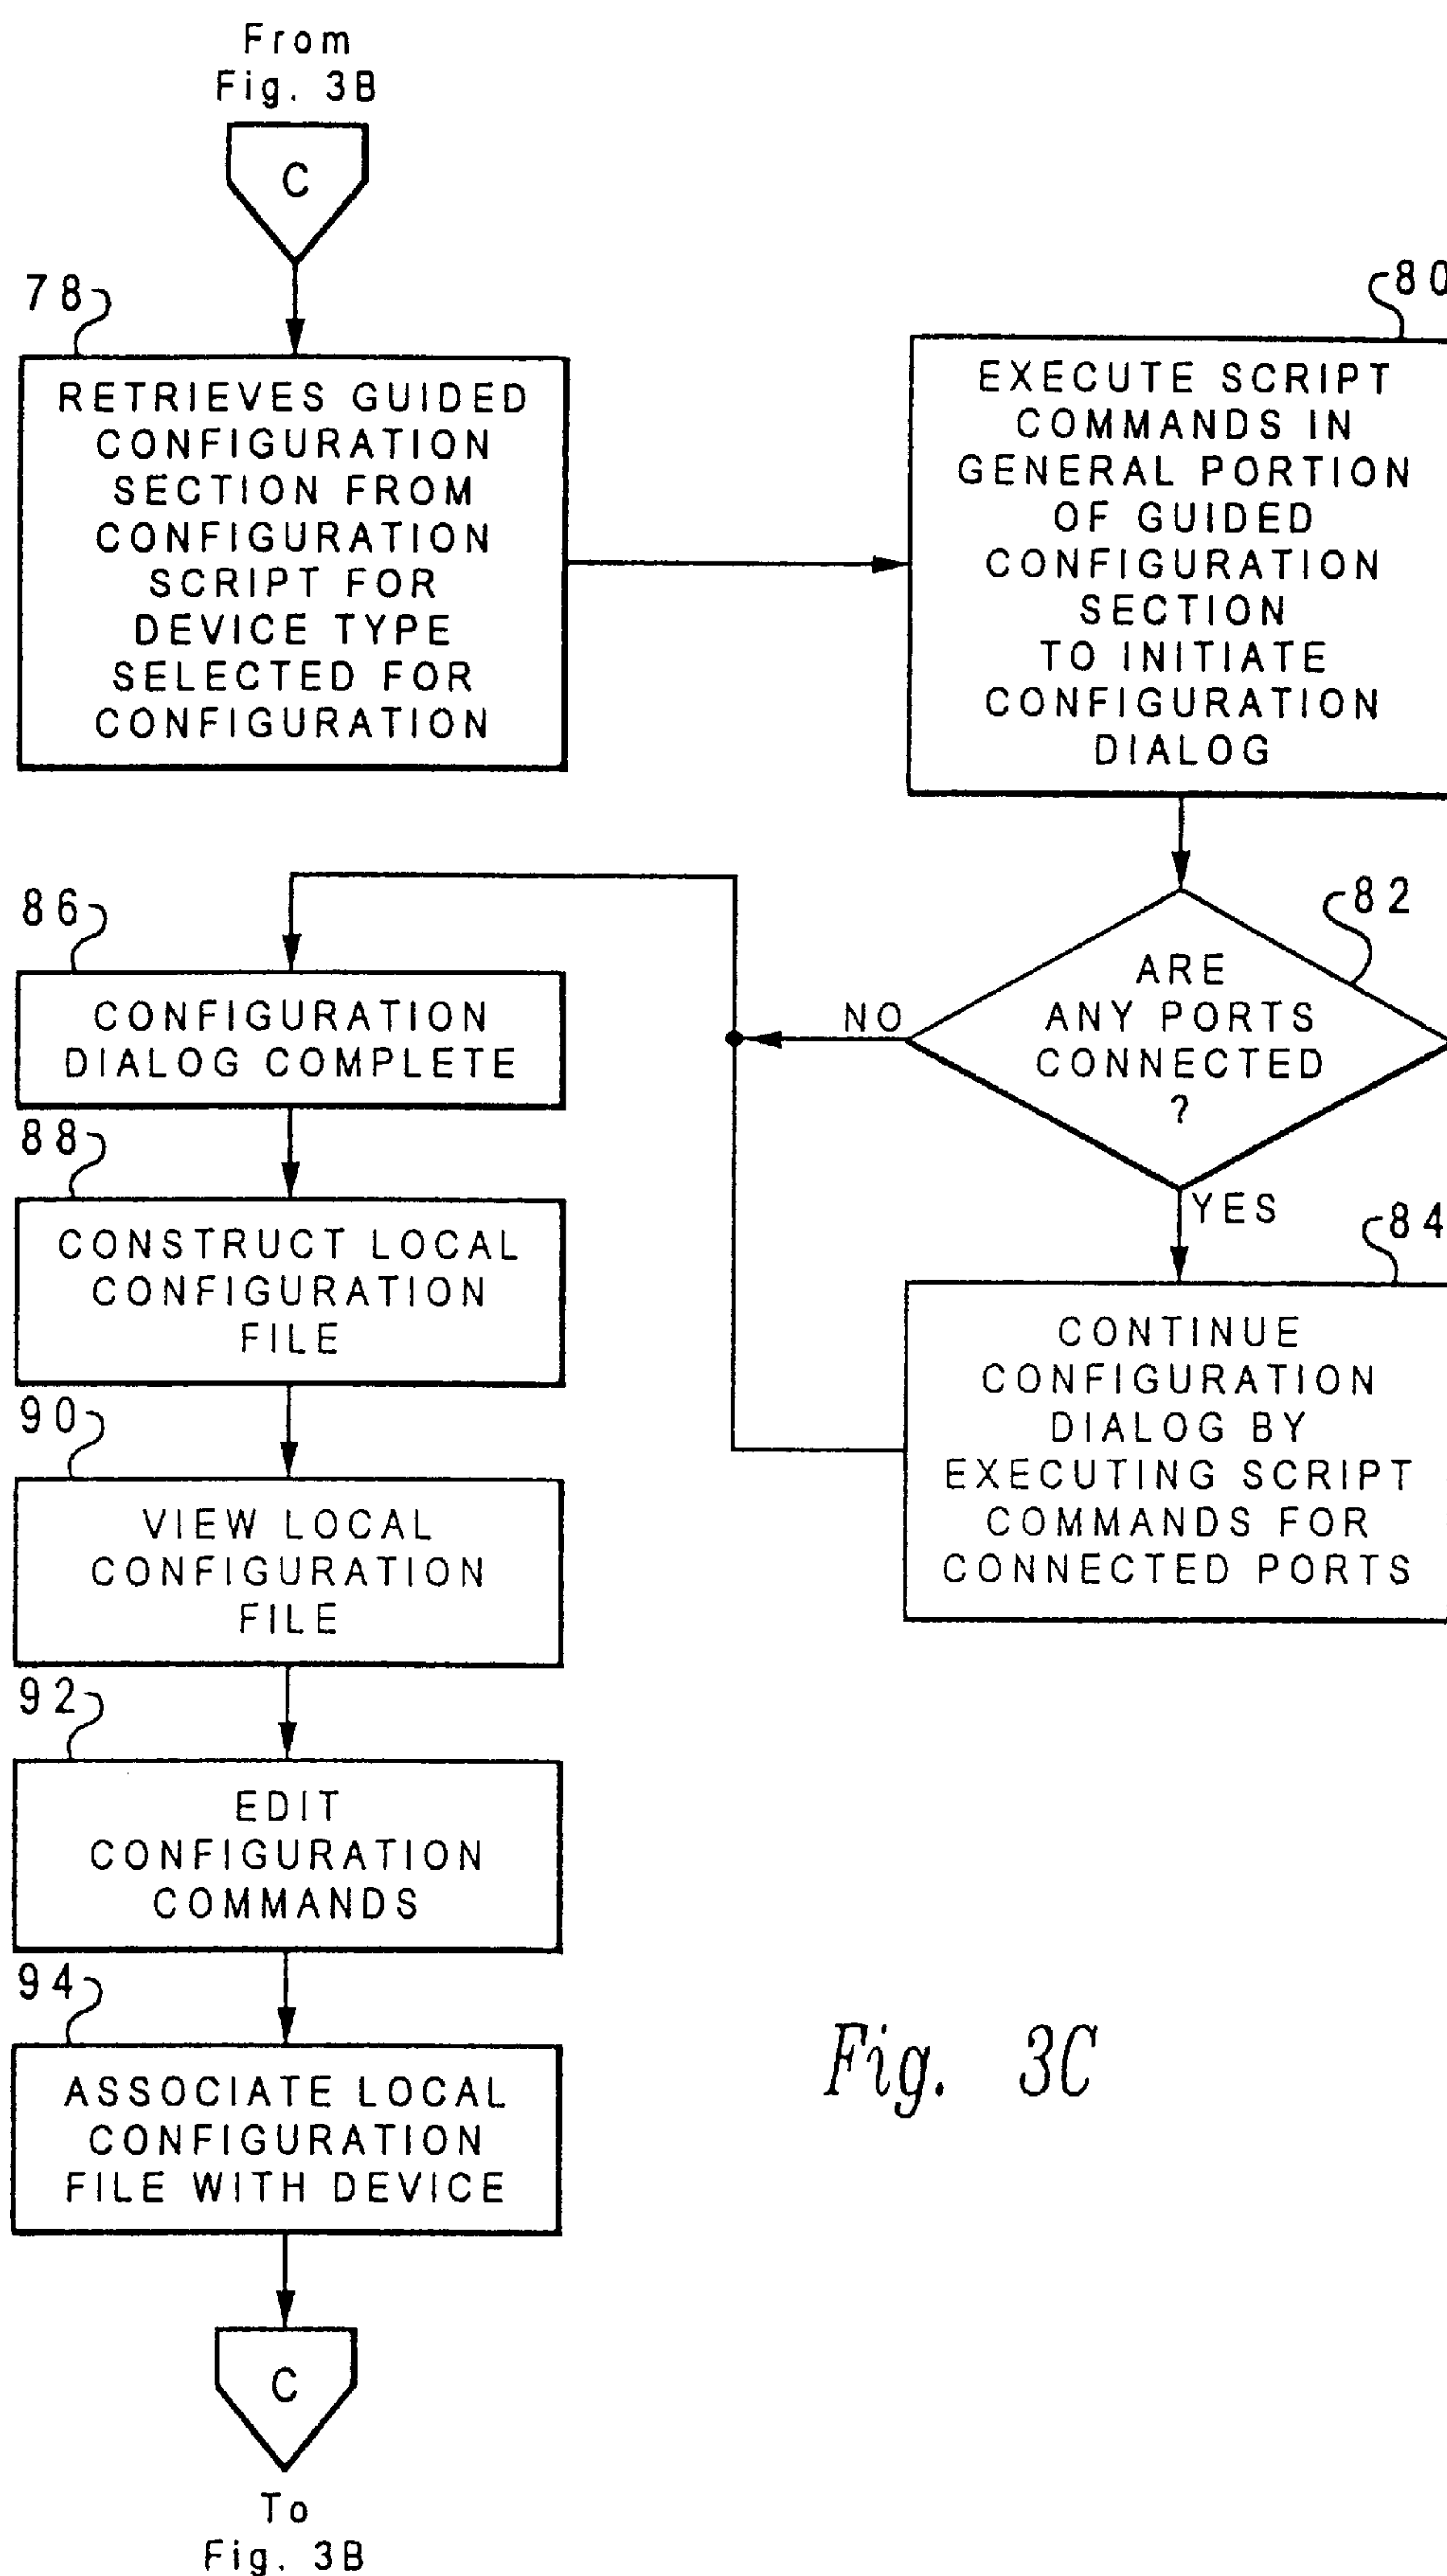 From
Fig. 3B
C
78
RETRIEVES GUIDED
CONFIGURATION
SECTION FROM
CONFIGURATION
SCRIPT FOR
DEVICE TYPE
SELECTED FOR
CONFIGURATION
80
EXECUTE SCRIPT
COMMANDS IN
GENERAL PORTION
OF GUIDED
CONFIGURATION
SECTION
TO INITIATE
CONFIGURATION
DIALOG
82
ARE
ANY PORTS
CONNECTED
?
NO
YES
84
CONTINUE
CONFIGURATION
DIALOG BY
EXECUTING SCRIPT
COMMANDS FOR
CONNECTED PORTS
86
CONFIGURATION
DIALOG COMPLETE
88
CONSTRUCT LOCAL
CONFIGURATION
FILE
90
VIEW LOCAL
CONFIGURATION
FILE
92
EDIT
CONFIGURATION
COMMANDS
94
ASSOCIATE LOCAL
CONFIGURATION
FILE WITH DEVICE
C
To
Fig. 3B
Fig. 3C